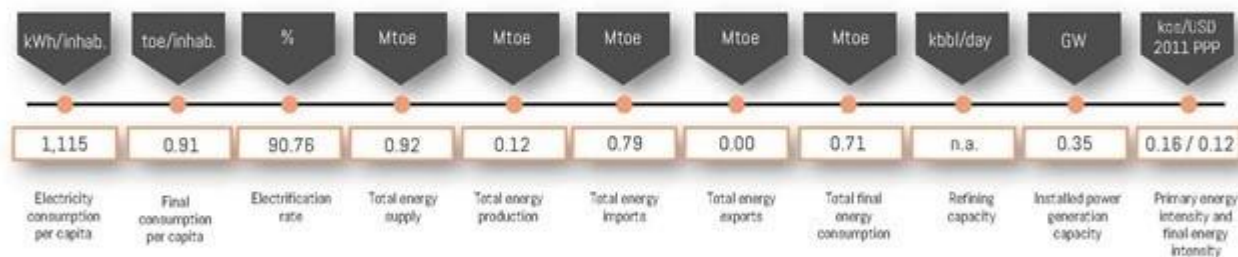 kWh/inhab.
toe/inhab.
%
Mtoe
Mtoe
Mtoe
Mtoe
Mtoe
kbbl/day
GW
koe/USD
2011 PPP
1,115
0.91
90.76
0.92
0.12
0.79
0.00
0.71
n.a.
0.35
0.16 / 0.12
Electricity
consumption
per capita
Final
consumption
per capita
Electrification
rate
Total energy
supply
Total energy
production
Total energy
imports
Total energy
exports
Total final
energy
consumption
Refining
capacity
Installed power
generation
capacity
Primary energy
intensity and
final energy
intensity